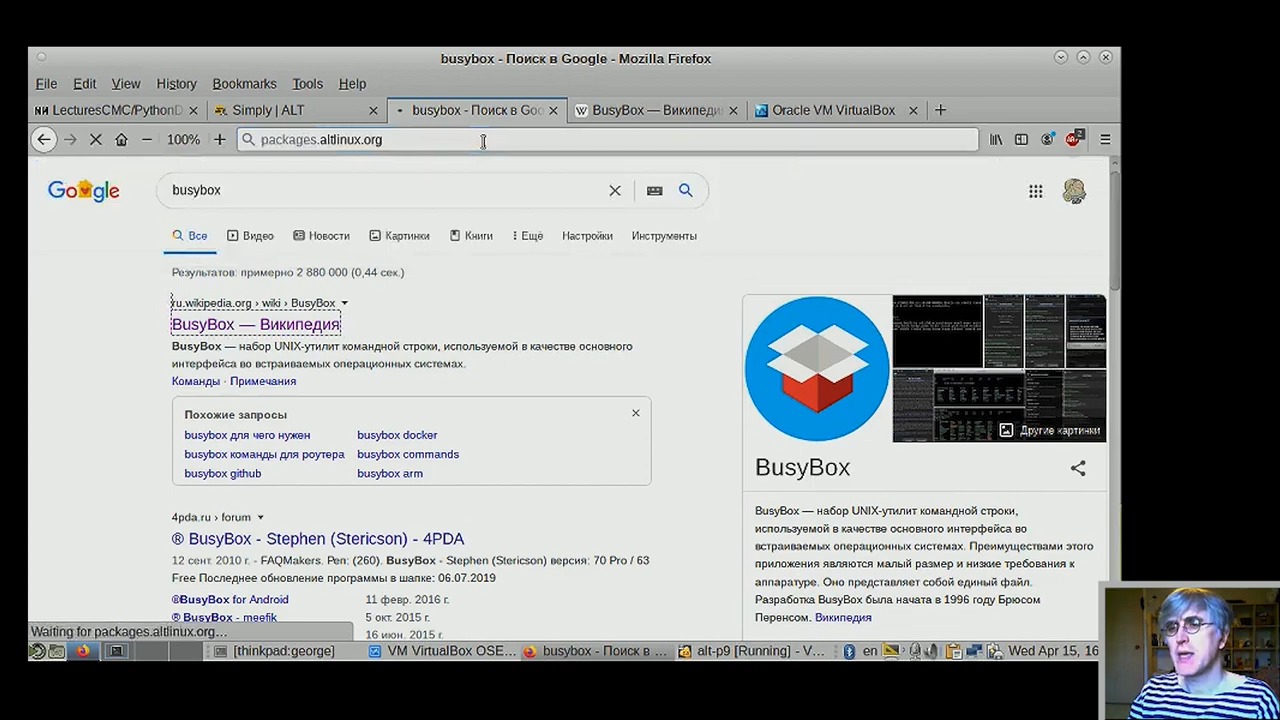 busybox - Поиск в Google - Mozilla Firefox
File Edit View History Bookmarks Tools Help
LecturesCMC/PythonD
Simply | ALT
busybox - Поиск в Goo
BusyBox — Википедия
Oracle VM VirtualBox
100%
packages.altlinux.org
2
Google
busybox
Все Видео Новости Картинки Книги Ещё Настройки Инструменты
Результатов: примерно 2 880 000 (0,44 сек.)
ru.wikipedia.org › wiki › BusyBox
BusyBox — Википедия
BusyBox — набор UNIX-утилит командной строки, используемой в качестве основного
интерфейса во встраиваемых операционных системах.
Команды · Примечания
Похожие запросы
busybox для чего нужен busybox docker
busybox команды для роутера busybox commands
busybox github busybox arm
4pda.ru › forum
® BusyBox - Stephen (Stericson) - 4PDA
12 сент. 2010 г. - FAQMakers. Реп: (260). BusyBox - Stephen (Stericson) версия: 70 Pro / 63
Free Последнее обновление программы в шапке: 06.07.2019
®BusyBox for Android 11 февр. 2016 г.
® BusyBox - meefik 5 окт. 2015 г.
16 июн. 2015 г.
Другие картинки
BusyBox
BusyBox — набор UNIX-утилит командной строки,
используемой в качестве основного интерфейса во
встраиваемых операционных системах. Преимуществами этого
приложения являются малый размер и низкие требования к
аппаратуре. Оно представляет собой единый файл.
Разработка BusyBox была начата в 1996 году Брюсом
Перенсом. Википедия
Waiting for packages.altlinux.org…
[thinkpad:george]
VM VirtualBox OSE…
busybox - Поиск в …
alt-p9 [Running] - V…
en
Wed Apr 15, 16